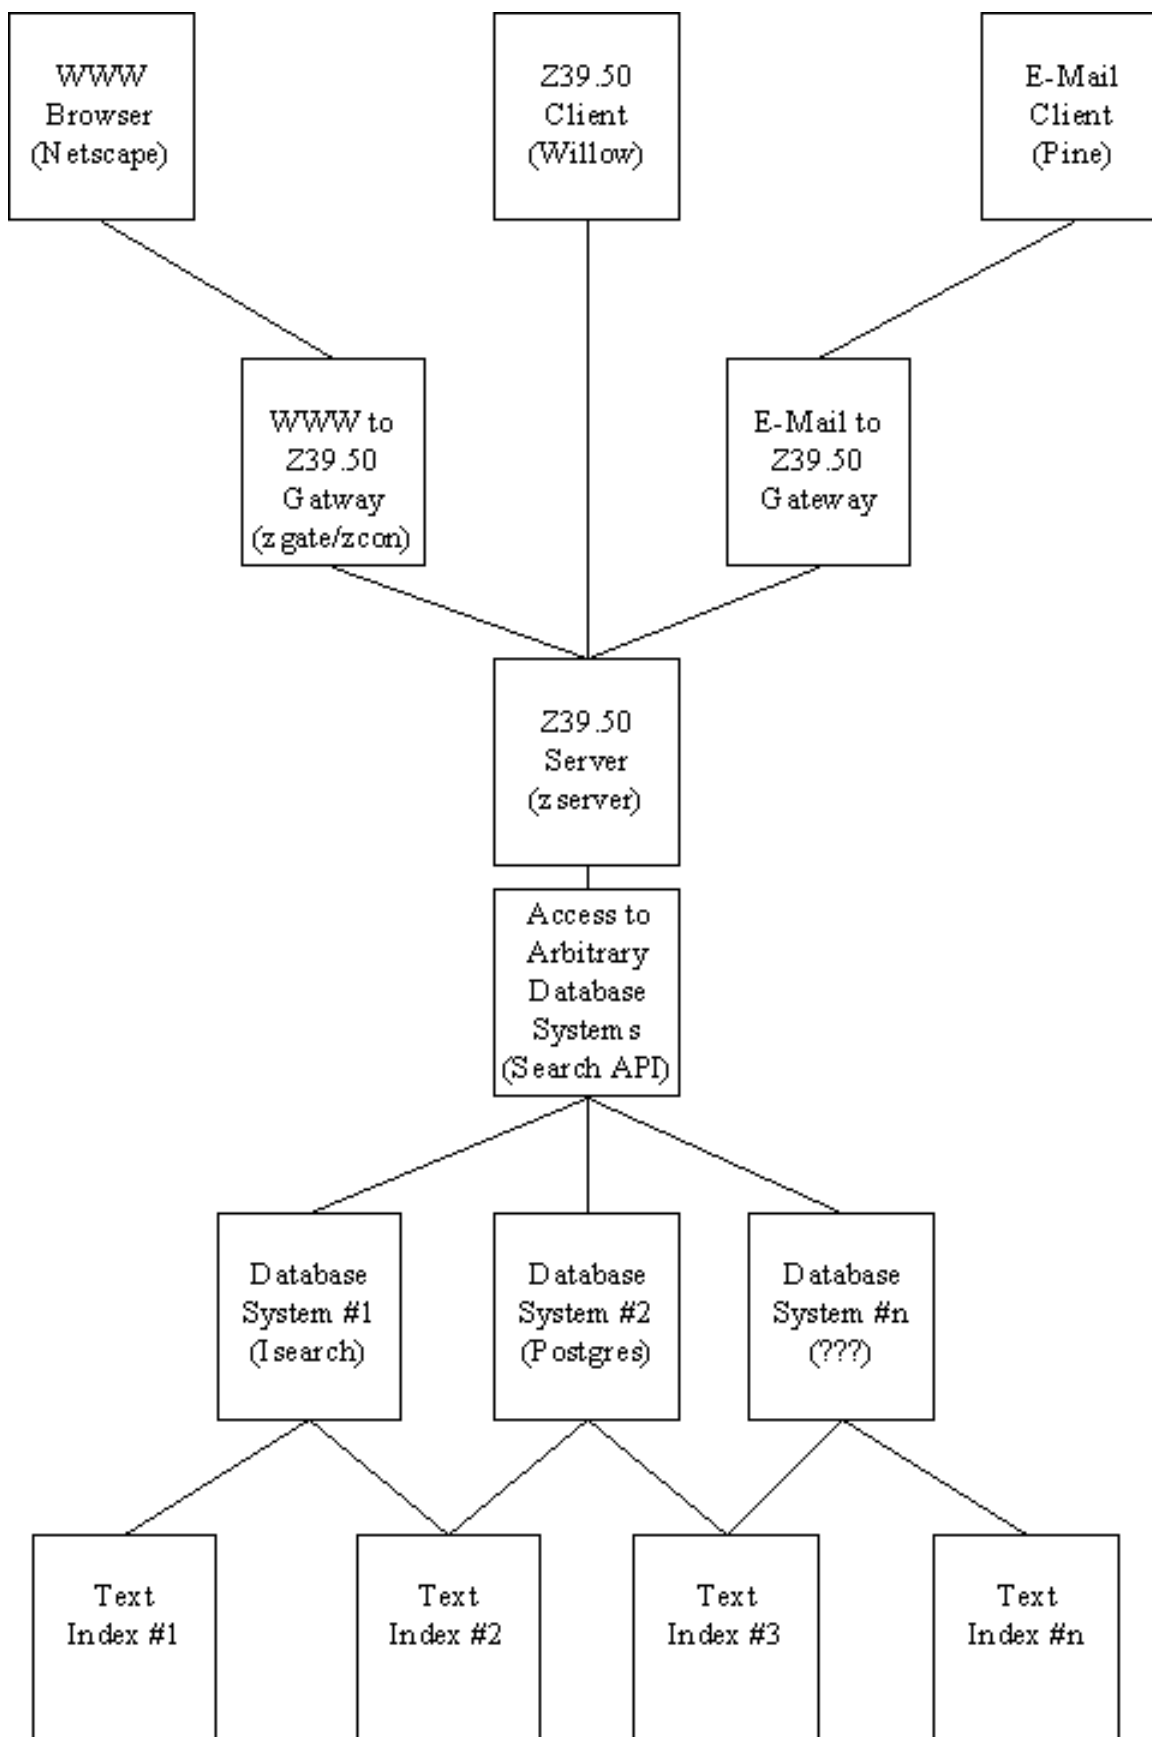 WWW
Browser
(Netscape)
Z39.50
Client
(Willow)
E-Mail
Client
(Pine)
WWW to
Z39.50
Gatway
(zgate/zcon)
E-Mail to
Z39.50
Gateway
Z39.50
Server
(zserver)
Access to
Arbitrary
Database
Systems
(Search API)
Database
System #1
(Isearch)
Database
System #2
(Postgres)
Database
System #n
(???)
Text
Index #1
Text
Index #2
Text
Index #3
Text
Index #n